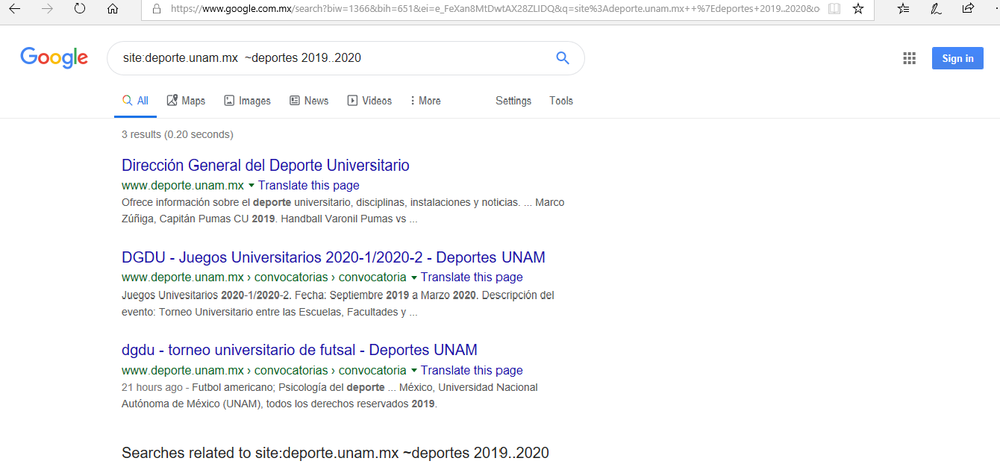 https://www.google.com.mx/search?biw=1366&bih=651&ei=e_FeXan8MtDwtAX28ZLIDQ&q=site%3Adeporte.unam.mx++%7Edeportes+2019..2020&o
Google
site:deporte.unam.mx ~deportes 2019..2020
Sign in
All Maps Images News Videos More Settings Tools
3 results (0.20 seconds)
Dirección General del Deporte Universitario
www.deporte.unam.mx Translate this page
Ofrece información sobre el deporte universitario, disciplinas, instalaciones y noticias. ... Marco
Zúñiga, Capitán Pumas CU 2019. Handball Varonil Pumas vs ...
DGDU - Juegos Universitarios 2020-1/2020-2 - Deportes UNAM
www.deporte.unam.mx › convocatorias › convocatoria Translate this page
Juegos Univesitarios 2020-1/2020-2. Fecha: Septiembre 2019 a Marzo 2020. Descripción del
evento: Torneo Universitario entre las Escuelas, Facultades y ...
dgdu - torneo universitario de futsal - Deportes UNAM
www.deporte.unam.mx › convocatorias › convocatoria Translate this page
21 hours ago - Futbol americano; Psicología del deporte ... México, Universidad Nacional
Autónoma de México (UNAM), todos los derechos reservados 2019.
Searches related to site:deporte.unam.mx ~deportes 2019..2020